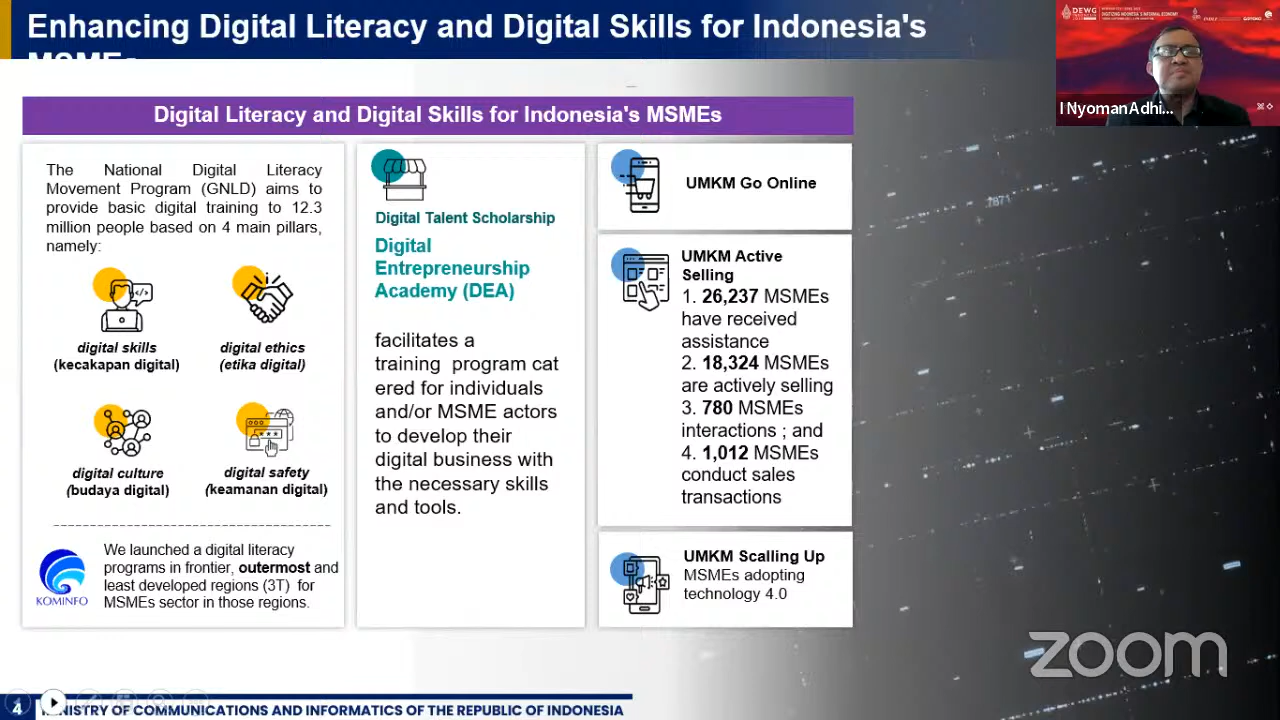 Enhancing Digital Literacy and Digital Skills for Indonesia's
MSMEs
DEWG
I NyomanAdhi...
Digital Literacy and Digital Skills for Indonesia's MSMEs
The National Digital Literacy
Movement Program (GNLD) aims to
provide basic digital training to 12.3
million people based on 4 main pillars,
namely:
digital skills
(kecakapan digital)
digital ethics
(etika digital)
digital culture
(budaya digital)
digital safety
(keamanan digital)
KOMINFO
We launched a digital literacy
programs in frontier, outermost and
least developed regions (3T) for
MSMEs sector in those regions.
Digital Talent Scholarship
Digital
Entrepreneurship
Academy (DEA)
facilitates a
training program cat
ered for individuals
and/or MSME actors
to develop their
digital business with
the necessary skills
and tools.
UMKM Go Online
UMKM Active
Selling
1. 26,237 MSMEs
have received
assistance
2. 18,324 MSMEs
are actively selling
3. 780 MSMEs
interactions ; and
4. 1,012 MSMEs
conduct sales
transactions
UMKM Scalling Up
MSMEs adopting
technology 4.0
7871
zoom
4
MINISTRY OF COMMUNICATIONS AND INFORMATICS OF THE REPUBLIC OF INDONESIA